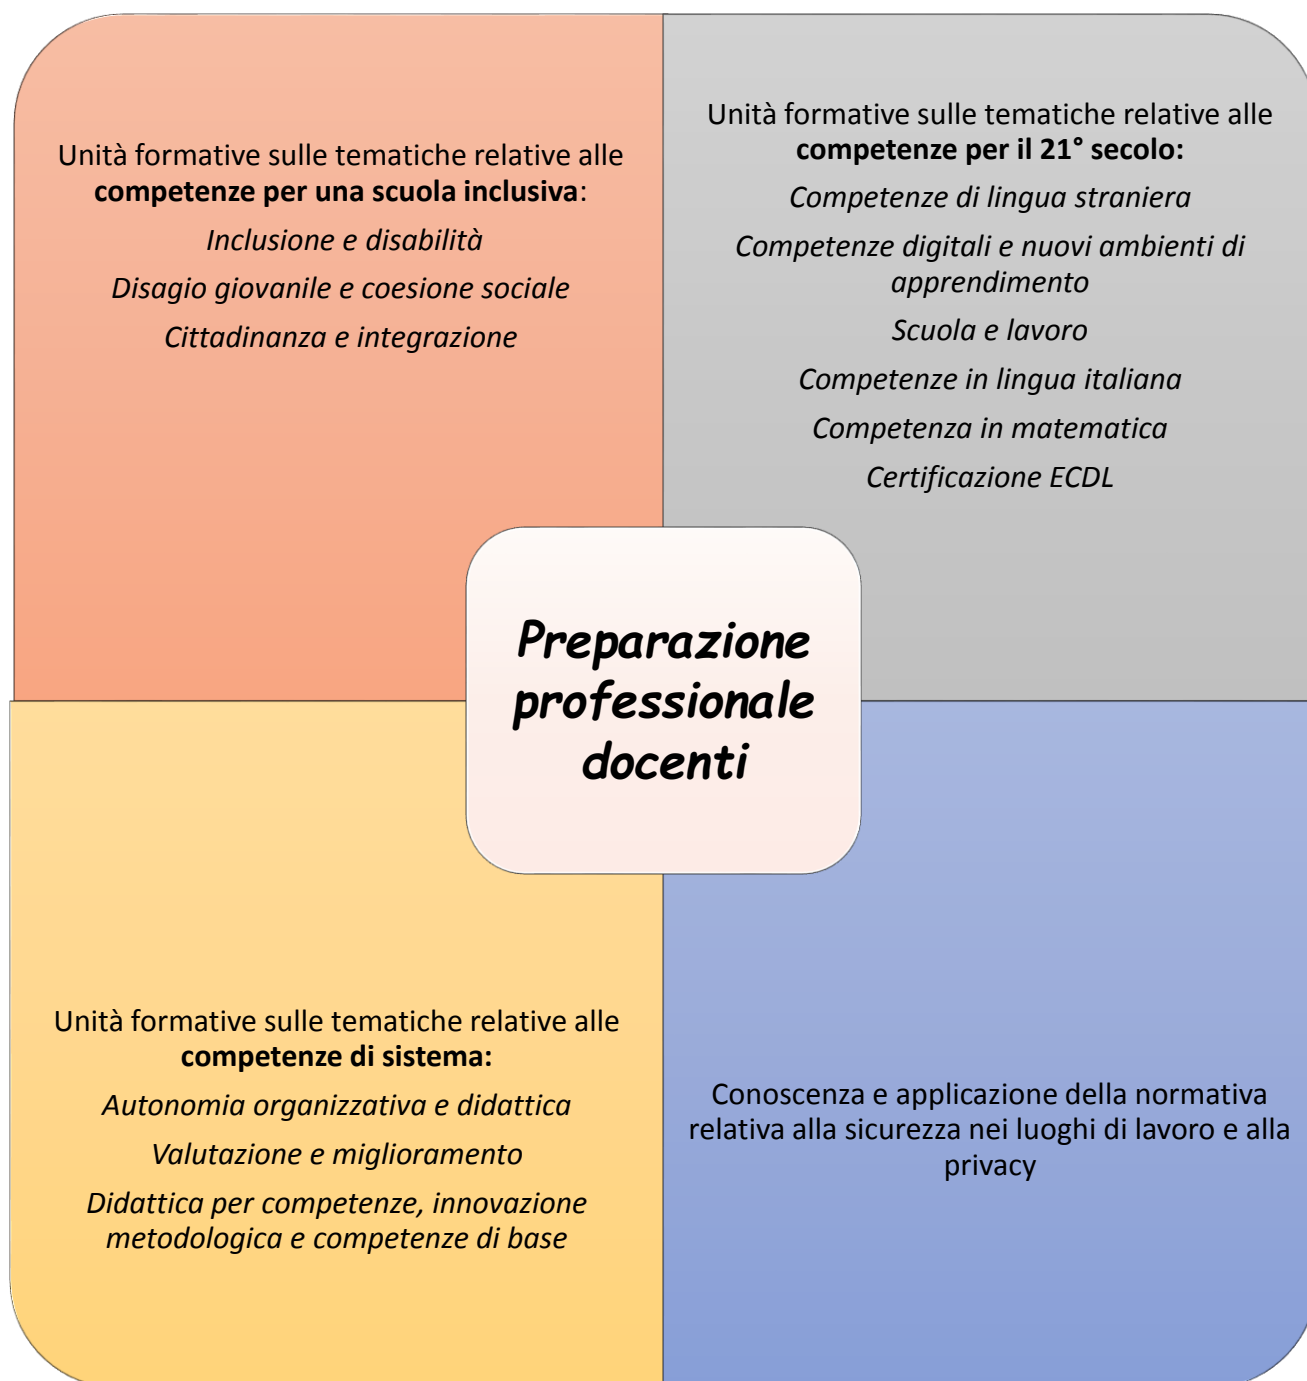 Unità formative sulle tematiche relative alle
competenze per una scuola inclusiva:
Inclusione e disabilità
Disagio giovanile e coesione sociale
Cittadinanza e integrazione
Unità formative sulle tematiche relative alle
competenze per il 21° secolo:
Competenze di lingua straniera
Competenze digitali e nuovi ambienti di
apprendimento
Scuola e lavoro
Competenze in lingua italiana
Competenza in matematica
Certificazione ECDL
Preparazione
professionale
docenti
Unità formative sulle tematiche relative alle
competenze di sistema:
Autonomia organizzativa e didattica
Valutazione e miglioramento
Didattica per competenze, innovazione
metodologica e competenze di base
Conoscenza e applicazione della normativa
relativa alla sicurezza nei luoghi di lavoro e alla
privacy